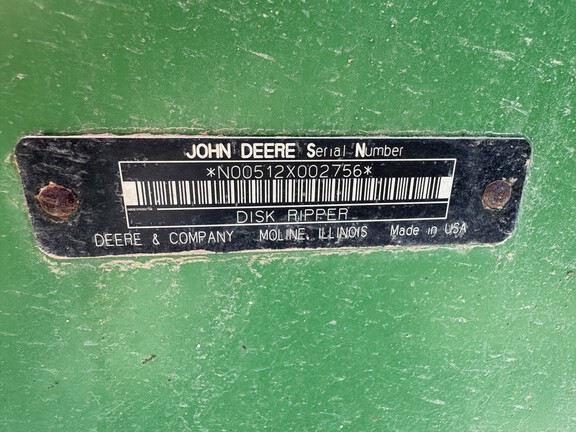 JOHN DEERE Serial Number
*N00512X002756*
DISK RIPPER
DEERE & COMPANY MOLINE, ILLINOIS Made in USA